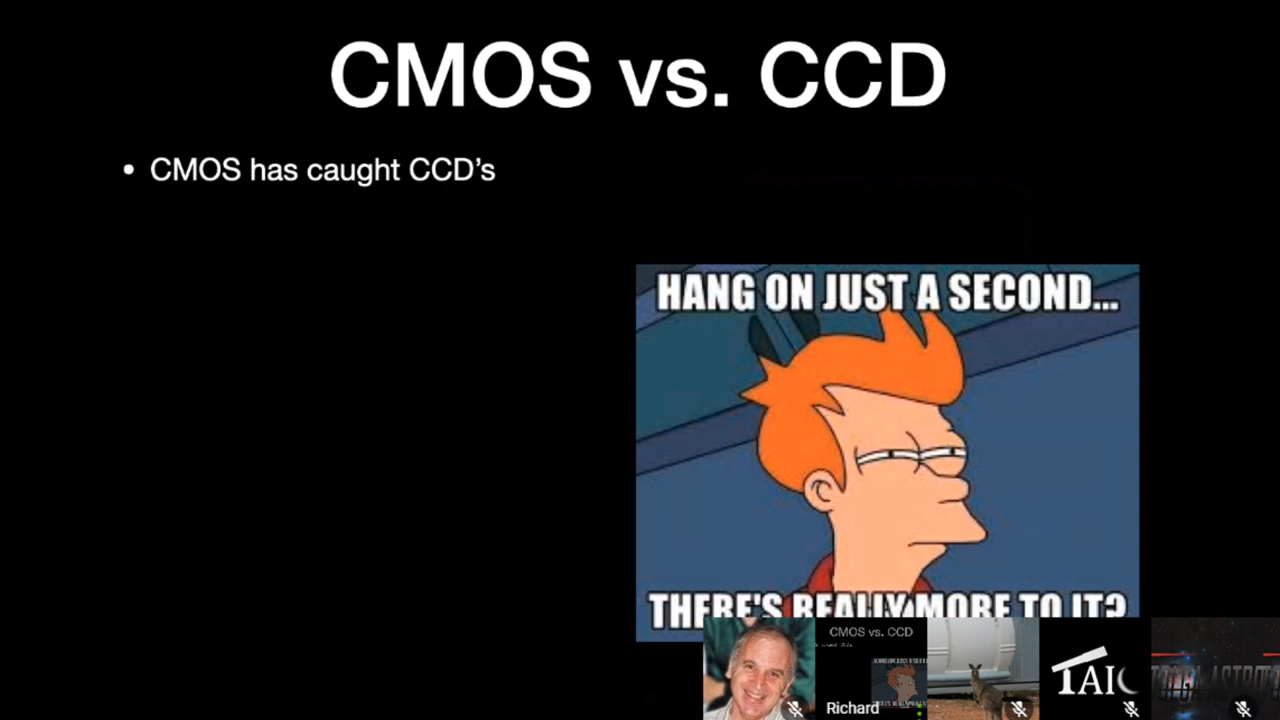 CMOS vs. CCD
• CMOS has caught CCD's
HANG ON JUST A SECOND...
THERE'S REALLY MORE TO IT?
CMOS vs. CCD
Richard
TAIC